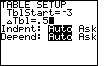 TABLE SETUP
TblStart=-3
ΔTbl=.5
Indpnt: Auto Ask
Depend: Auto Ask